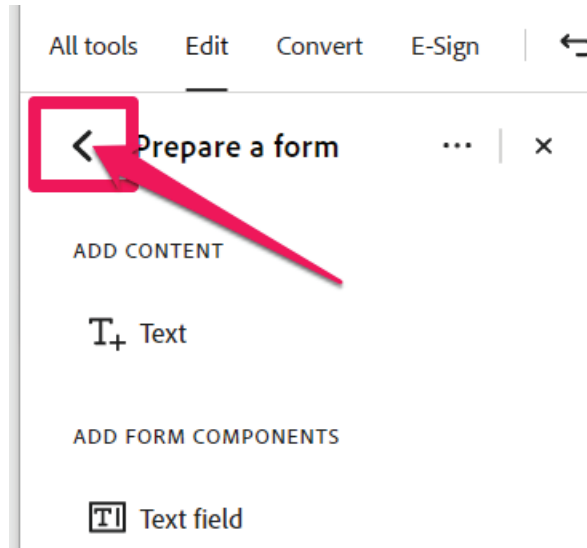 All tools Edit Convert E-Sign
Prepare a form
ADD CONTENT
Text
ADD FORM COMPONENTS
Text field